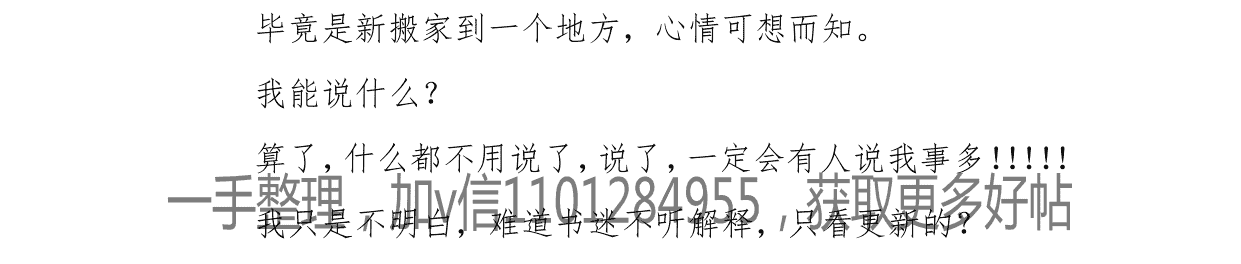 毕竟是新搬家到一个地方，心情可想而知。
我能说什么？
算了，什么都不用说了，说了，一定会有人说我事多！！！！！
一手整理，加v信1101284955，获取更多好帖
我只是不明白，难道书迷不听解释，只看更新的？